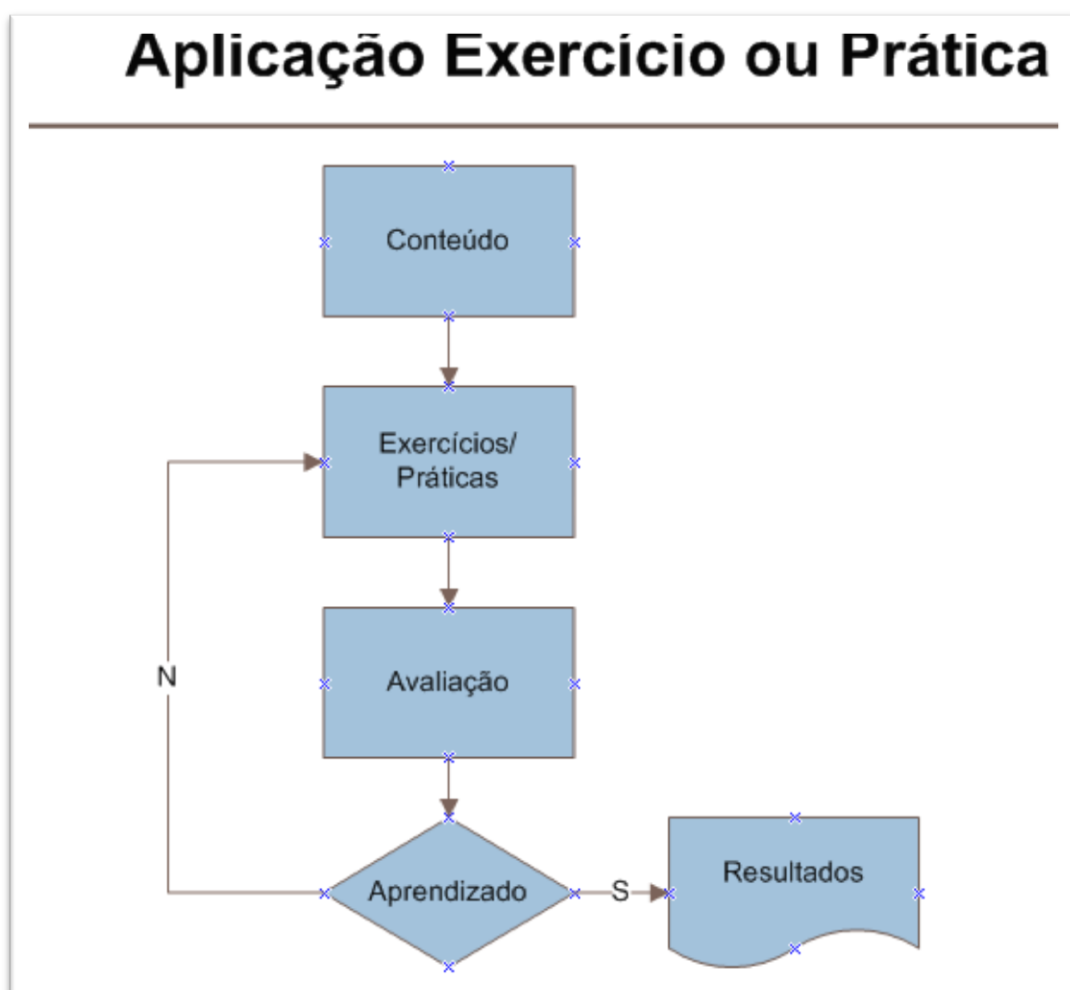 Aplicação Exercício ou Prática
Conteúdo
Exercícios/
Práticas
Avaliação
N
Aprendizado
S
Resultados